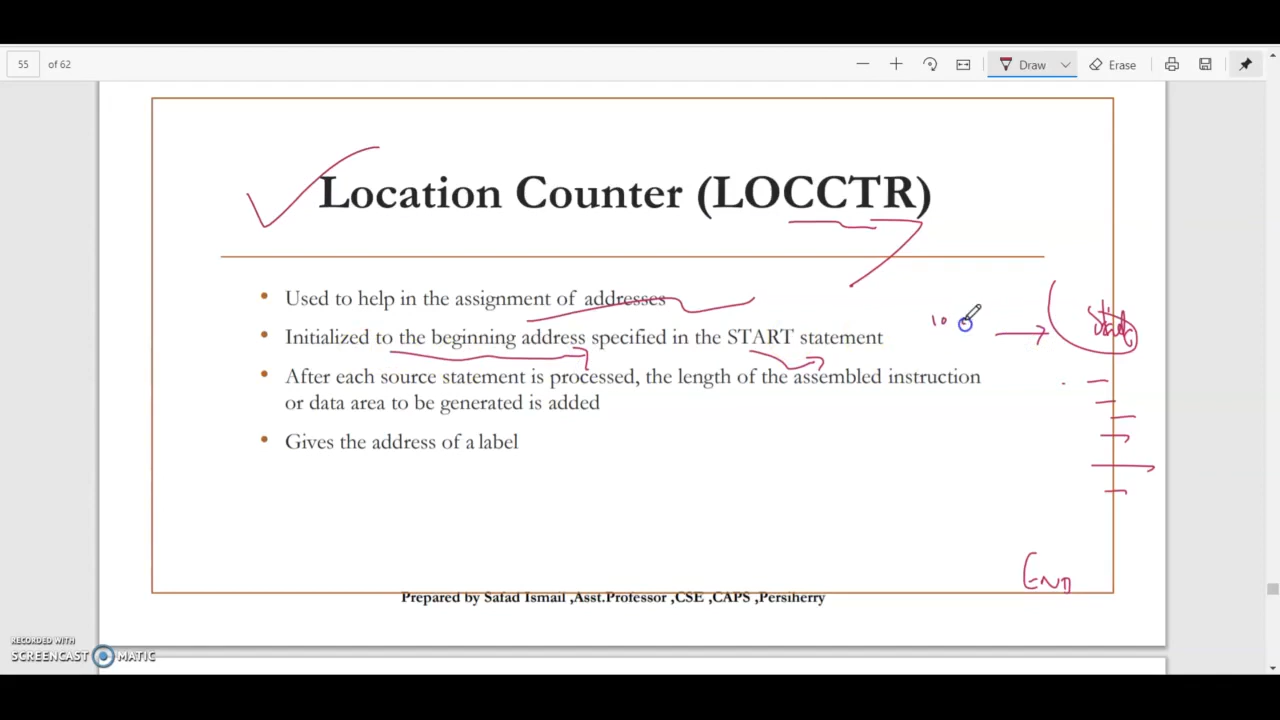 55 of 62
Draw
Erase
Location Counter (LOCCTR)
• Used to help in the assignment of addresses
• Initialized to the beginning address specified in the START statement
10
Start
• After each source statement is processed, the length of the assembled instruction
or data area to be generated is added
• Gives the address of a label
END
Prepared by Safad Ismail ,Asst.Professor ,CSE ,CAPS ,Persiherry
RECORDED WITH
SCREENCAST MATIC